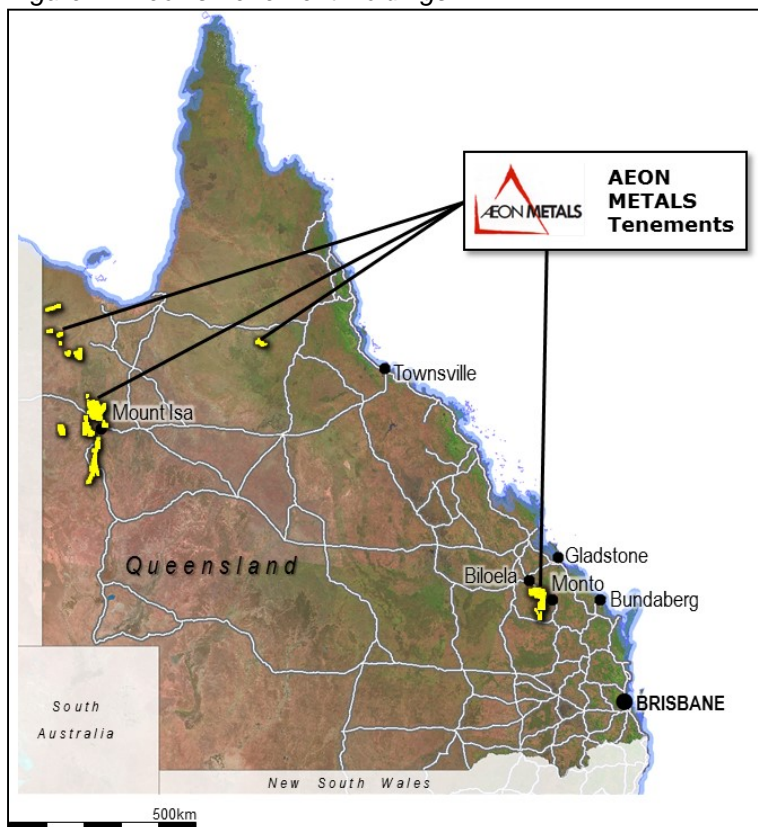 AEON METALS
AEON
METALS
Tenements
Townsville
Mount Isa
Queensland
Gladstone
Biloela
Monto
Bundaberg
BRISBANE
South
Australia
New South Wales
500km